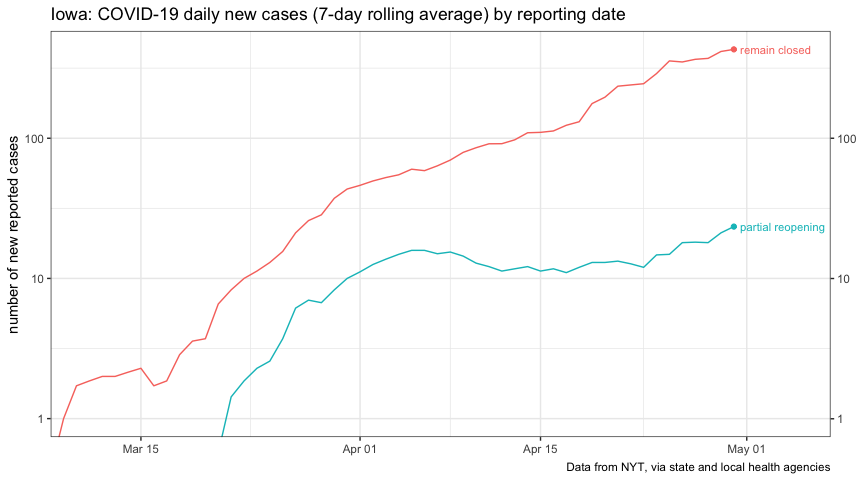 Iowa: COVID-19 daily new cases (7-day rolling average) by reporting date
number of new reported cases
100
10
1
remain closed
partial reopening
100
10
1
Mar 15
Apr 01
Apr 15
May 01
Data from NYT, via state and local health agencies